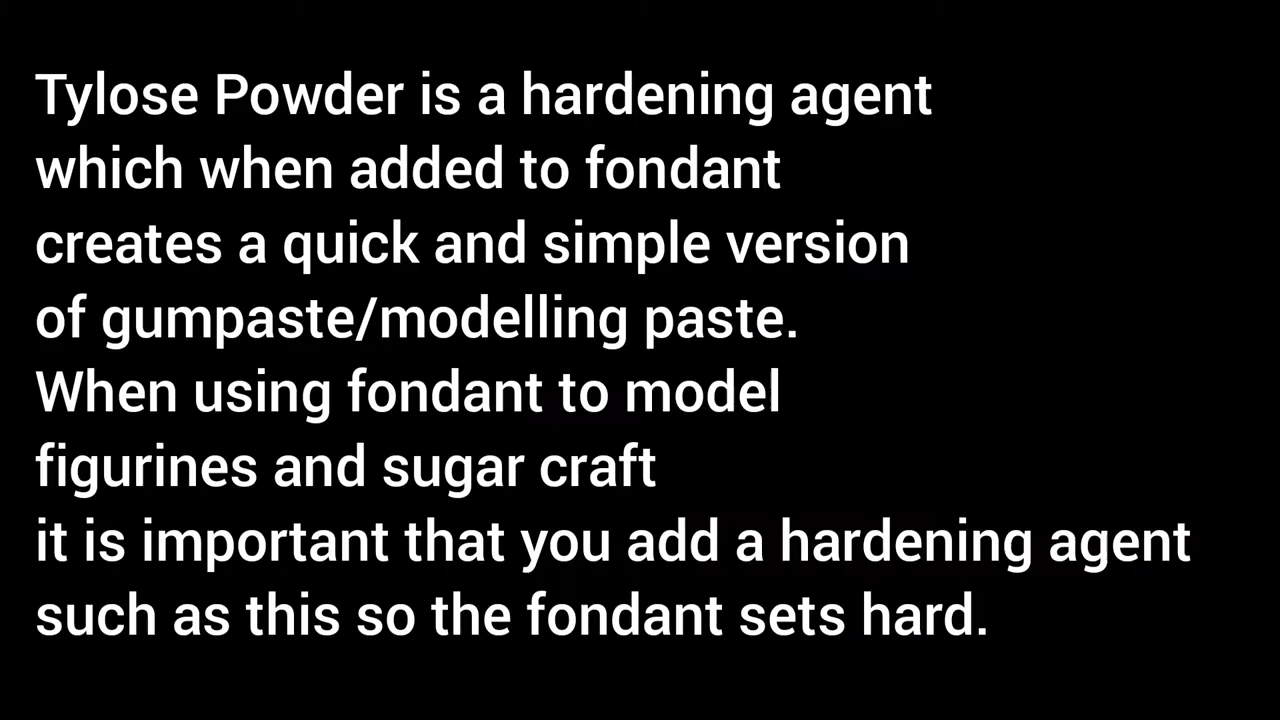 Tylose Powder is a hardening agent
which when added to fondant
creates a quick and simple version
of gumpaste/modelling paste.
When using fondant to model
figurines and sugar craft
it is important that you add a hardening agent
such as this so the fondant sets hard.